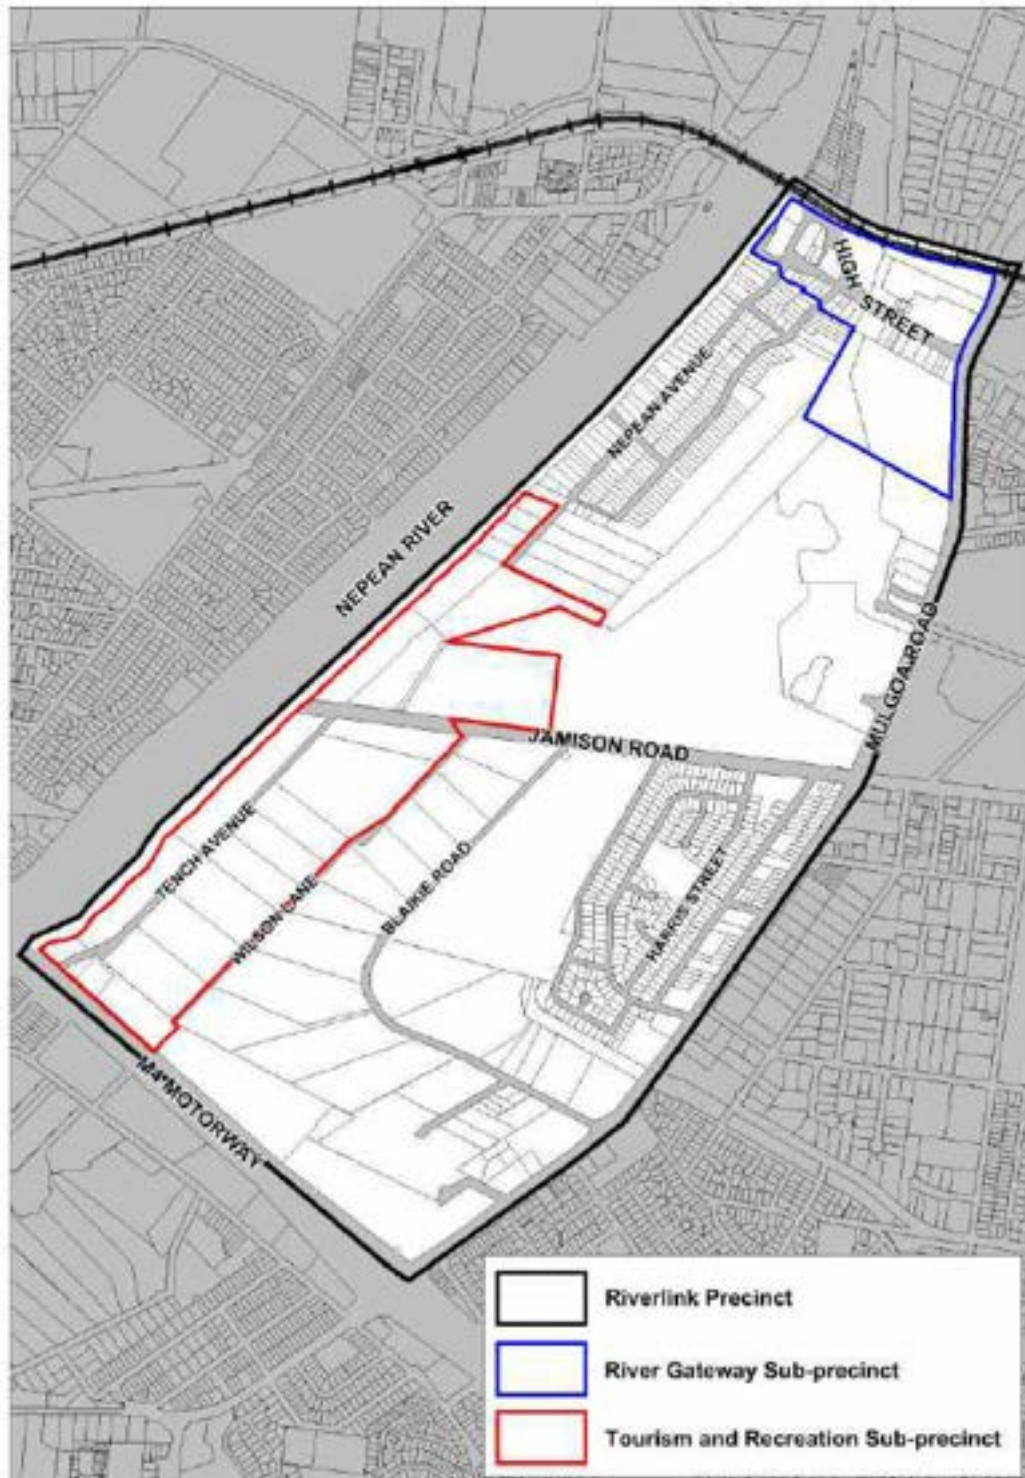 HIGH STREET
NEPEAN AVENUE
NEPEAN RIVER
MULGOA ROAD
JAMISON ROAD
TENCH AVENUE
WILSON LANE
BLAIKIE ROAD
HARRIS STREET
M4 MOTORWAY
Riverlink Precinct
River Gateway Sub-precinct
Tourism and Recreation Sub-precinct